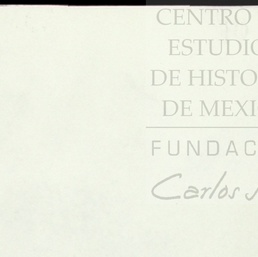 CENTRO
ESTUDIO
DE HISTO
DE MEXI
FUNDAC
Carlos